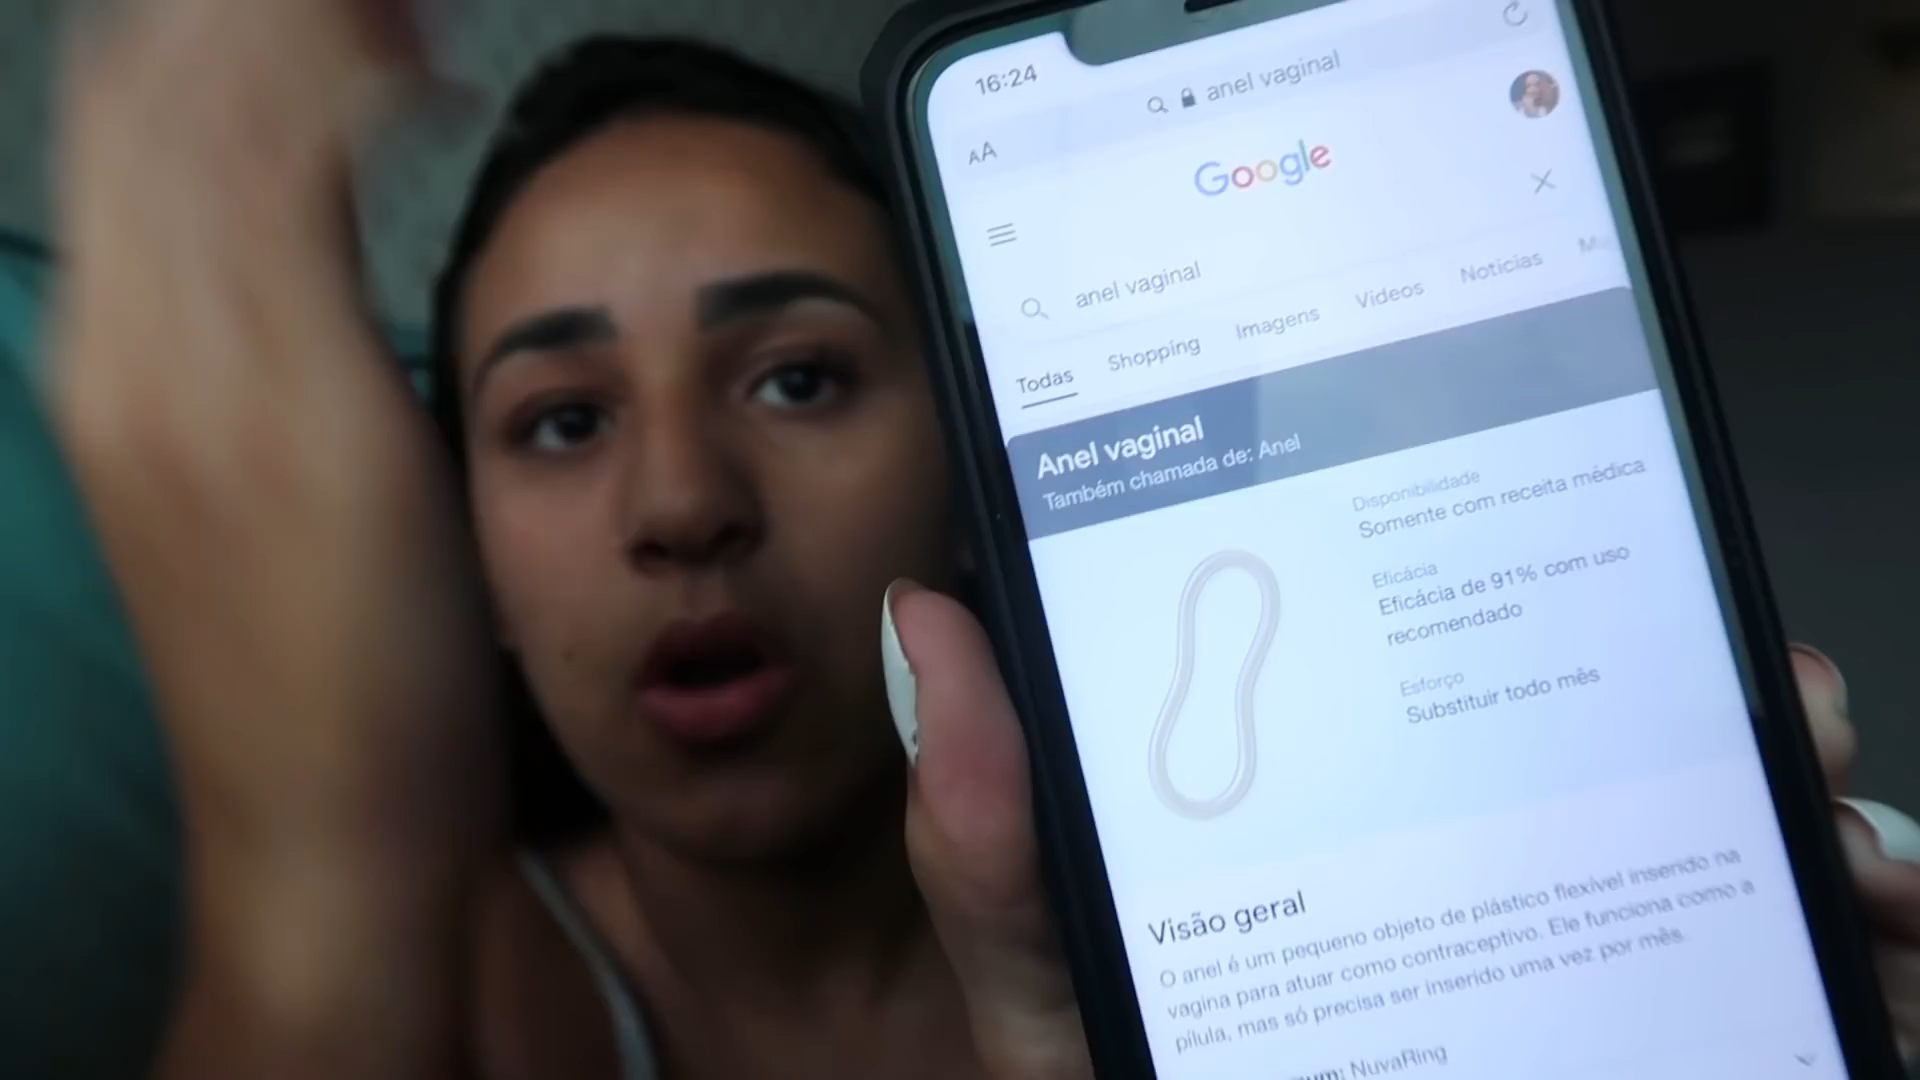 16:24
anel vaginal
AA
Google
anel vaginal
Todas Shopping Imagens Vídeos Notícias
Anel vaginal
Também chamada de: Anel
Disponibilidade
Somente com receita médica
Eficácia
Eficácia de 91% com uso
recomendado
Esforço
Substituir todo mês
Visão geral
O anel é um pequeno objeto de plástico flexível inserido na
vagina para atuar como contraceptivo. Ele funciona como a
pílula, mas só precisa ser inserido uma vez por mês.
NuvaRing